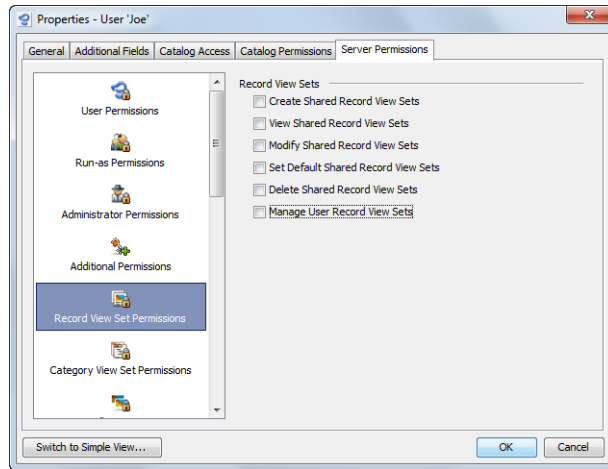 Properties - User 'Joe'
General
Additional Fields
Catalog Access
Catalog Permissions
Server Permissions
User Permissions
Run-as Permissions
Administrator Permissions
Additional Permissions
Record View Set Permissions
Category View Set Permissions
Record View Sets
Create Shared Record View Sets
View Shared Record View Sets
Modify Shared Record View Sets
Set Default Shared Record View Sets
Delete Shared Record View Sets
Manage User Record View Sets
Switch to Simple View...
OK
Cancel